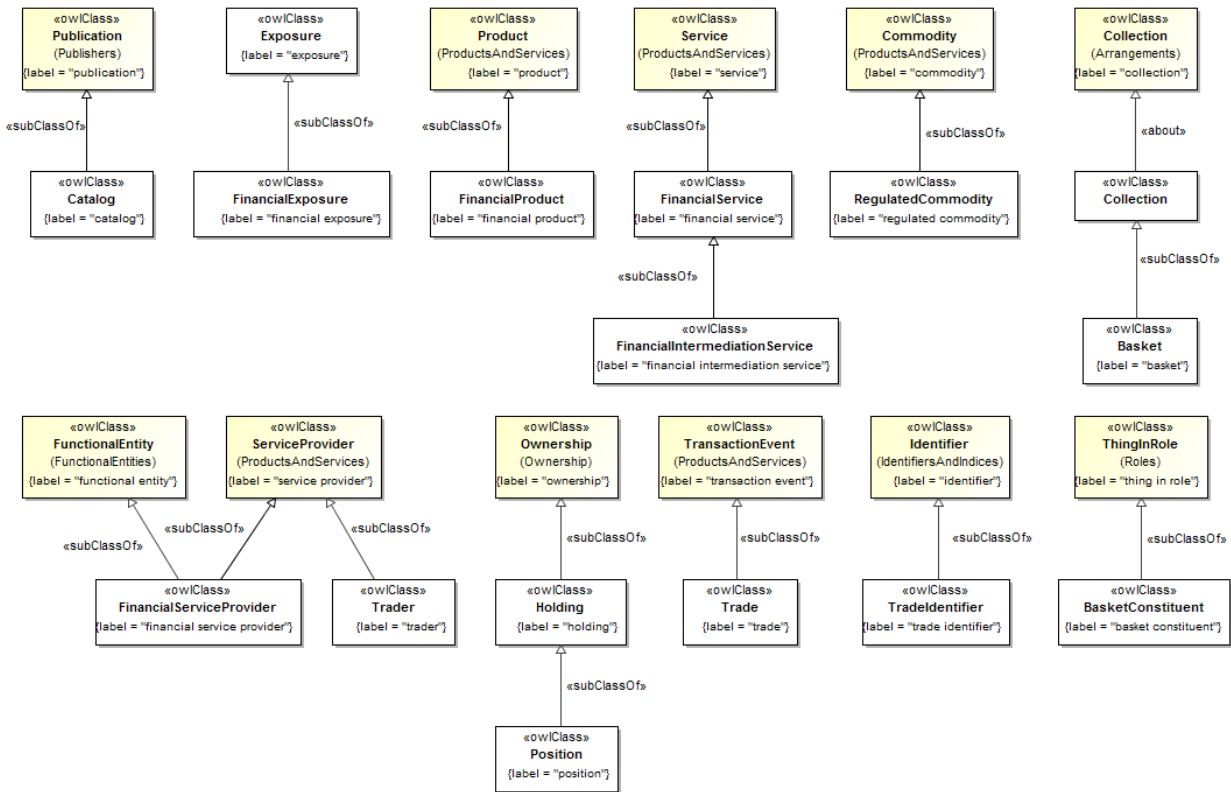 «owlClass»
Publication
(Publishers)
{label = "publication"}
«owlClass»
Exposure
{label = "exposure"}
«owlClass»
Product
(ProductsAndServices)
{label = "product"}
«owlClass»
Service
(ProductsAndServices)
{label = "service"}
«owlClass»
Commodity
(ProductsAndServices)
{label = "commodity"}
«owlClass»
Collection
(Arrangements)
{label = "collection"}
«subClassOf»
«subClassOf»
«subClassOf»
«subClassOf»
«subClassOf»
«about»
«owlClass»
Catalog
{label = "catalog"}
«owlClass»
FinancialExposure
{label = "financial exposure"}
«owlClass»
FinancialProduct
{label = "financial product"}
«owlClass»
FinancialService
{label = "financial service"}
«owlClass»
RegulatedCommodity
{label = "regulated commodity"}
«owlClass»
Collection
«subClassOf»
«subClassOf»
«owlClass»
FinancialIntermediationService
{label = "financial intermediation service"}
«owlClass»
Basket
{label = "basket"}
«owlClass»
FunctionalEntity
(FunctionalEntities)
{label = "functional entity"}
«owlClass»
ServiceProvider
(ProductsAndServices)
{label = "service provider"}
«owlClass»
Ownership
(Ownership)
{label = "ownership"}
«owlClass»
TransactionEvent
(ProductsAndServices)
{label = "transaction event"}
«owlClass»
Identifier
(IdentifiersAndIndices)
{label = "identifier"}
«owlClass»
ThingInRole
(Roles)
{label = "thing in role"}
«subClassOf»
«subClassOf»
«subClassOf»
«subClassOf»
«subClassOf»
«subClassOf»
«subClassOf»
«owlClass»
FinancialServiceProvider
{label = "financial service provider"}
«owlClass»
Trader
{label = "trader"}
«owlClass»
Holding
{label = "holding"}
«owlClass»
Trade
{label = "trade"}
«owlClass»
TradeIdentifier
{label = "trade identifier"}
«owlClass»
BasketConstituent
{label = "basket constituent"}
«subClassOf»
«owlClass»
Position
{label = "position"}